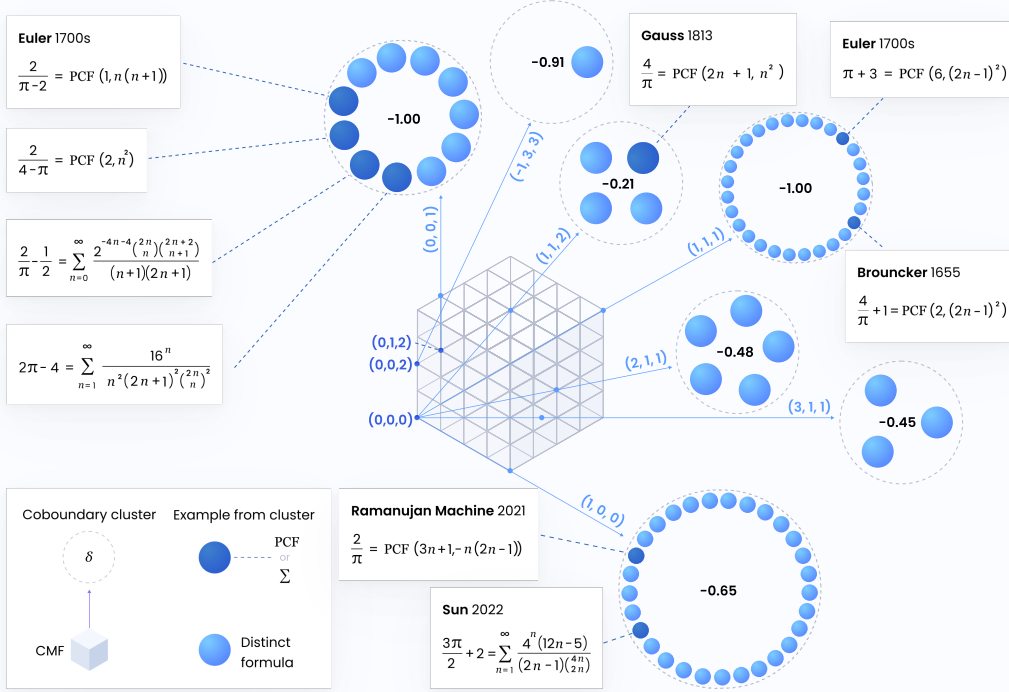 Euler 1700s
2/(π-2) = PCF (1, n(n+1))
2/(4-π) = PCF (2, n²)
2/π - 1/2 = ∑_{n=0}^{∞} 2^{-4n-4} (2n n)(2n+2 n+1) / ((n+1)(2n+1))
2π - 4 = ∑_{n=1}^{∞} 16^n / (n²(2n+1)²(2n n)²)
-1.00
-0.91
Gauss 1813
4/π = PCF (2n + 1, n²)
-0.21
Euler 1700s
π + 3 = PCF (6, (2n-1)²)
-1.00
Brouncker 1655
4/π + 1 = PCF (2, (2n-1)²)
(0, 0, 1)
(-1, 3, 3)
(1, 1, 2)
(1, 1, 1)
(2, 1, 1)
(3, 1, 1)
(1, 0, 0)
(0,1,2)
(0,0,2)
(0,0,0)
-0.48
-0.45
-0.65
Ramanujan Machine 2021
2/π = PCF (3n+1, -n(2n-1))
Sun 2022
3π/2 + 2 = ∑_{n=1}^{∞} 4^n (12n-5) / ((2n-1)(4n 2n))
Coboundary cluster
δ
CMF
Example from cluster
PCF
or
∑
Distinct
formula